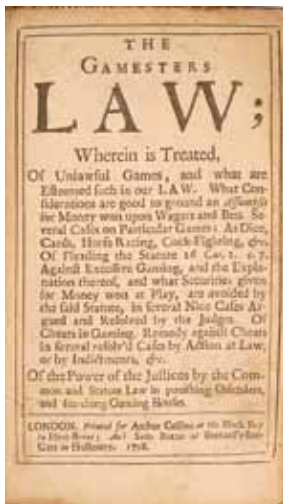 THE
GAMESTERS
LAW;
Wherein is Treated,
Of Unlawful Games, and what are
Esteemed such in our LAW. What Con-
siderations are good to ground an Assumpsit
for Money won upon Wagers and Bets. Se-
veral Cases on Particular Games: As Dice,
Cards, Horse Racing, Cock-Fighting, &c.
Of Pleading the Statute 16 Car. 2. c. 7.
Against Excessive Gaming, and the Expla-
nation thereof, and what Securities given
for Money won at Play, are avoided by
the said Statute, in several Nice Cases Ar-
gued and Resolved by the Judges. Of
Cheats in Gaming. Remedy against Cheats
in several resolv'd Cases by Action at Law,
or by Indictments, &c.
Of the Power of the Justices by the Com-
mon and Statute Law in punishing Offenders,
and Gaming Houses.
LONDON, Printed for Arthur Collins at the Black Boy
in Fleet-Street; And Sold
Gate in Holbourn. 1708.